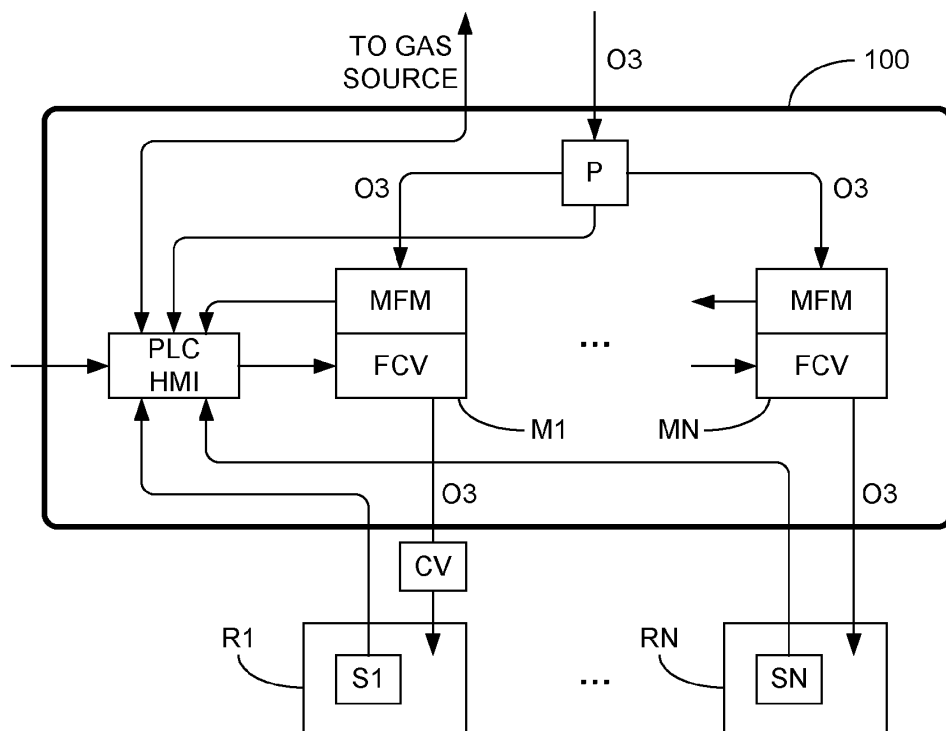 TO GAS
SOURCE
O3
100
P
O3
O3
MFM
MFM
PLC
HMI
FCV
...
FCV
M1
MN
O3
O3
CV
R1
S1
...
RN
SN